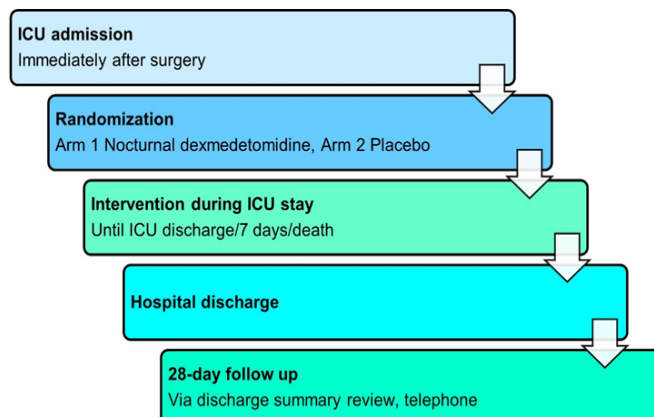 ICU admission
Immediately after surgery
Randomization
Arm 1 Nocturnal dexmedetomidine, Arm 2 Placebo
Intervention during ICU stay
Until ICU discharge/7 days/death
Hospital discharge
28-day follow up
Via discharge summary review, telephone